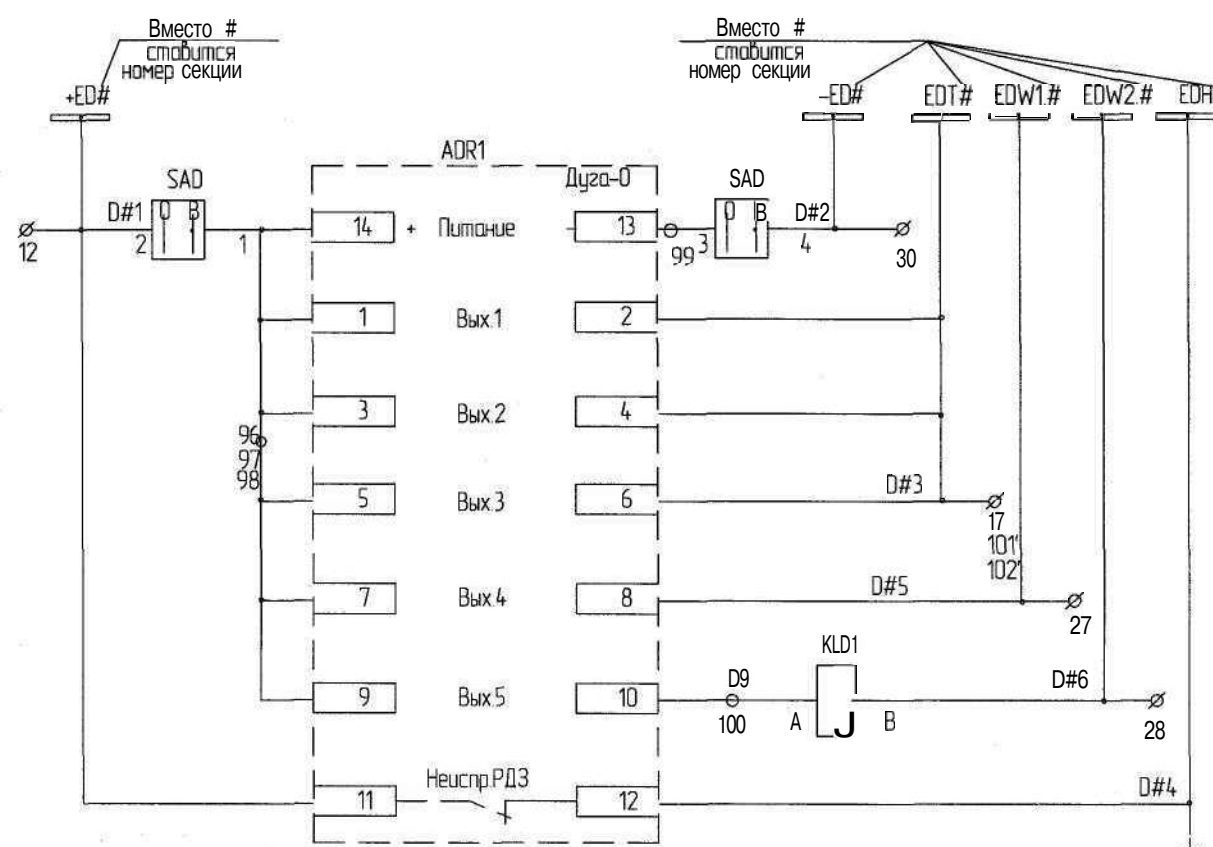 Вместо #
ставится
номер секции
Вместо #
ставится
номер секции
+ED#
-ED#
EDT#
EDW1.#
EDW2.#
EDH
ADR1
Дуга-0
SAD
SAD
D#1
0 B
0 B
D#2
12
2
1
14
+
Питание
-
13
99
3
4
30
1
Вых.1
2
3
Вых.2
4
96
97
98
5
Вых.3
6
D#3
17
101'
102'
7
Вых.4
8
D#5
27
KLD1
9
Вых.5
10
D9
D#6
100
A
B
28
Неиспр.РДЗ
11
12
D#4